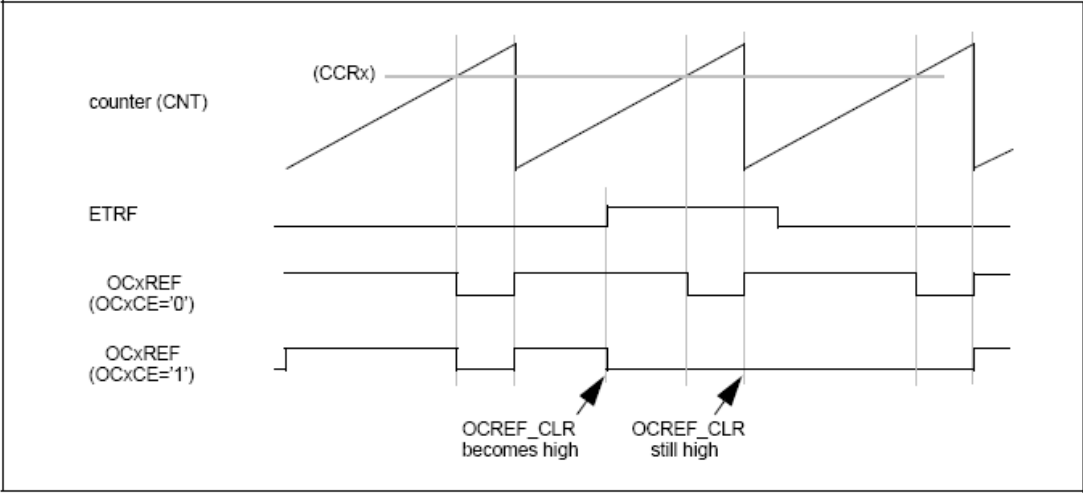 (CCRx)
counter (CNT)
ETRF
OCxREF
(OCxCE='0')
OCxREF
(OCxCE='1')
OCREF_CLR
becomes high
OCREF_CLR
still high